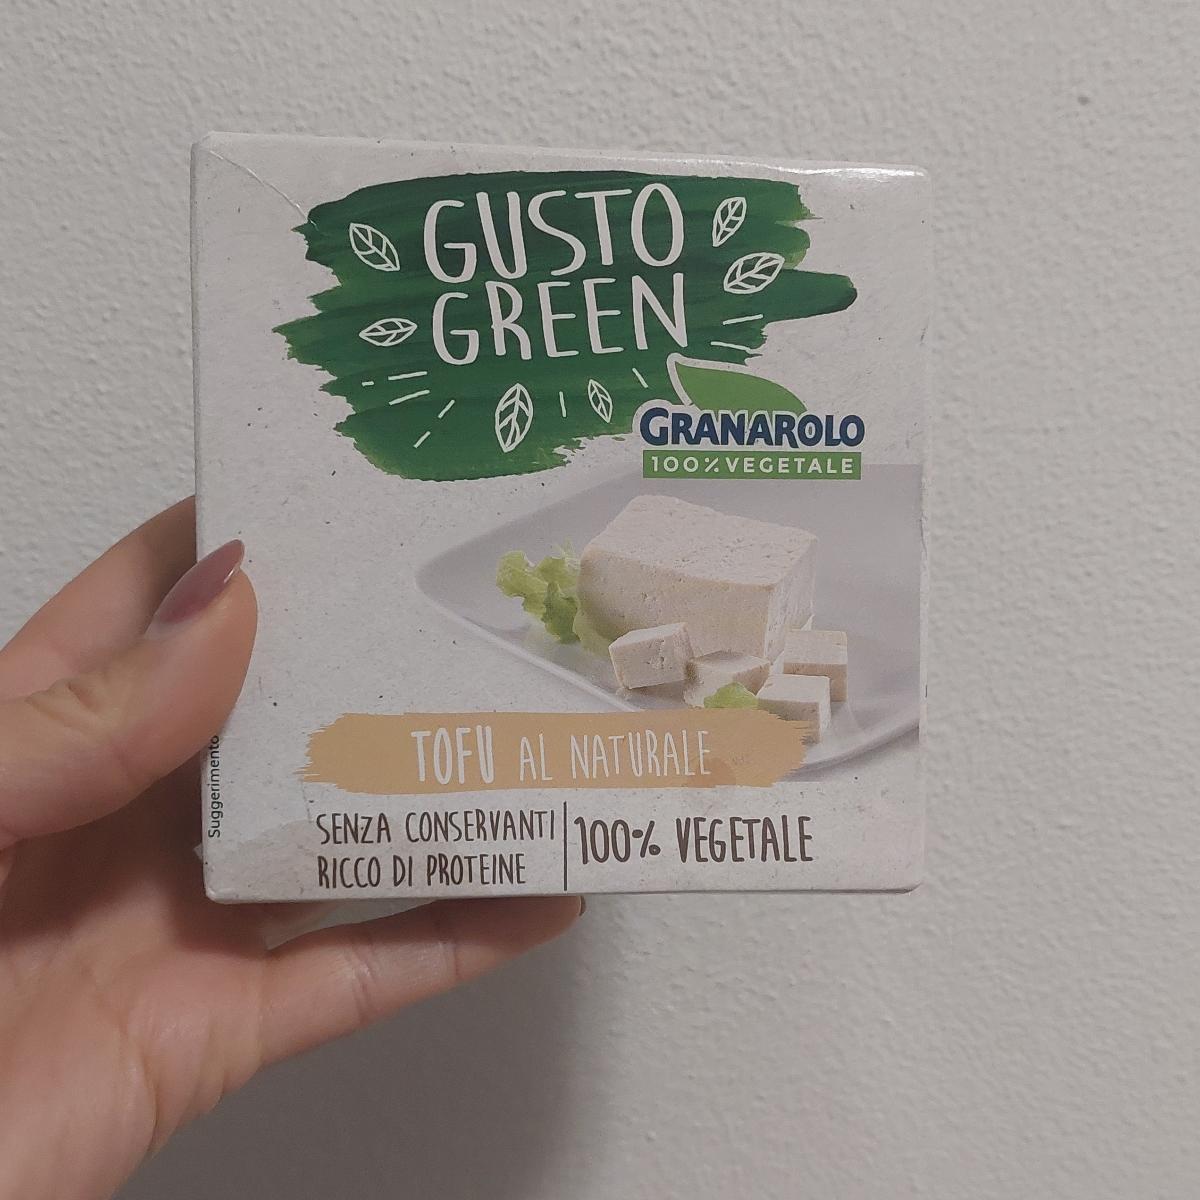 GUSTO
GREEN
GRANAROLO
100% VEGETALE
TOFU AL NATURALE
SENZA CONSERVANTI
RICCO DI PROTEINE
100% VEGETALE
Suggerimento